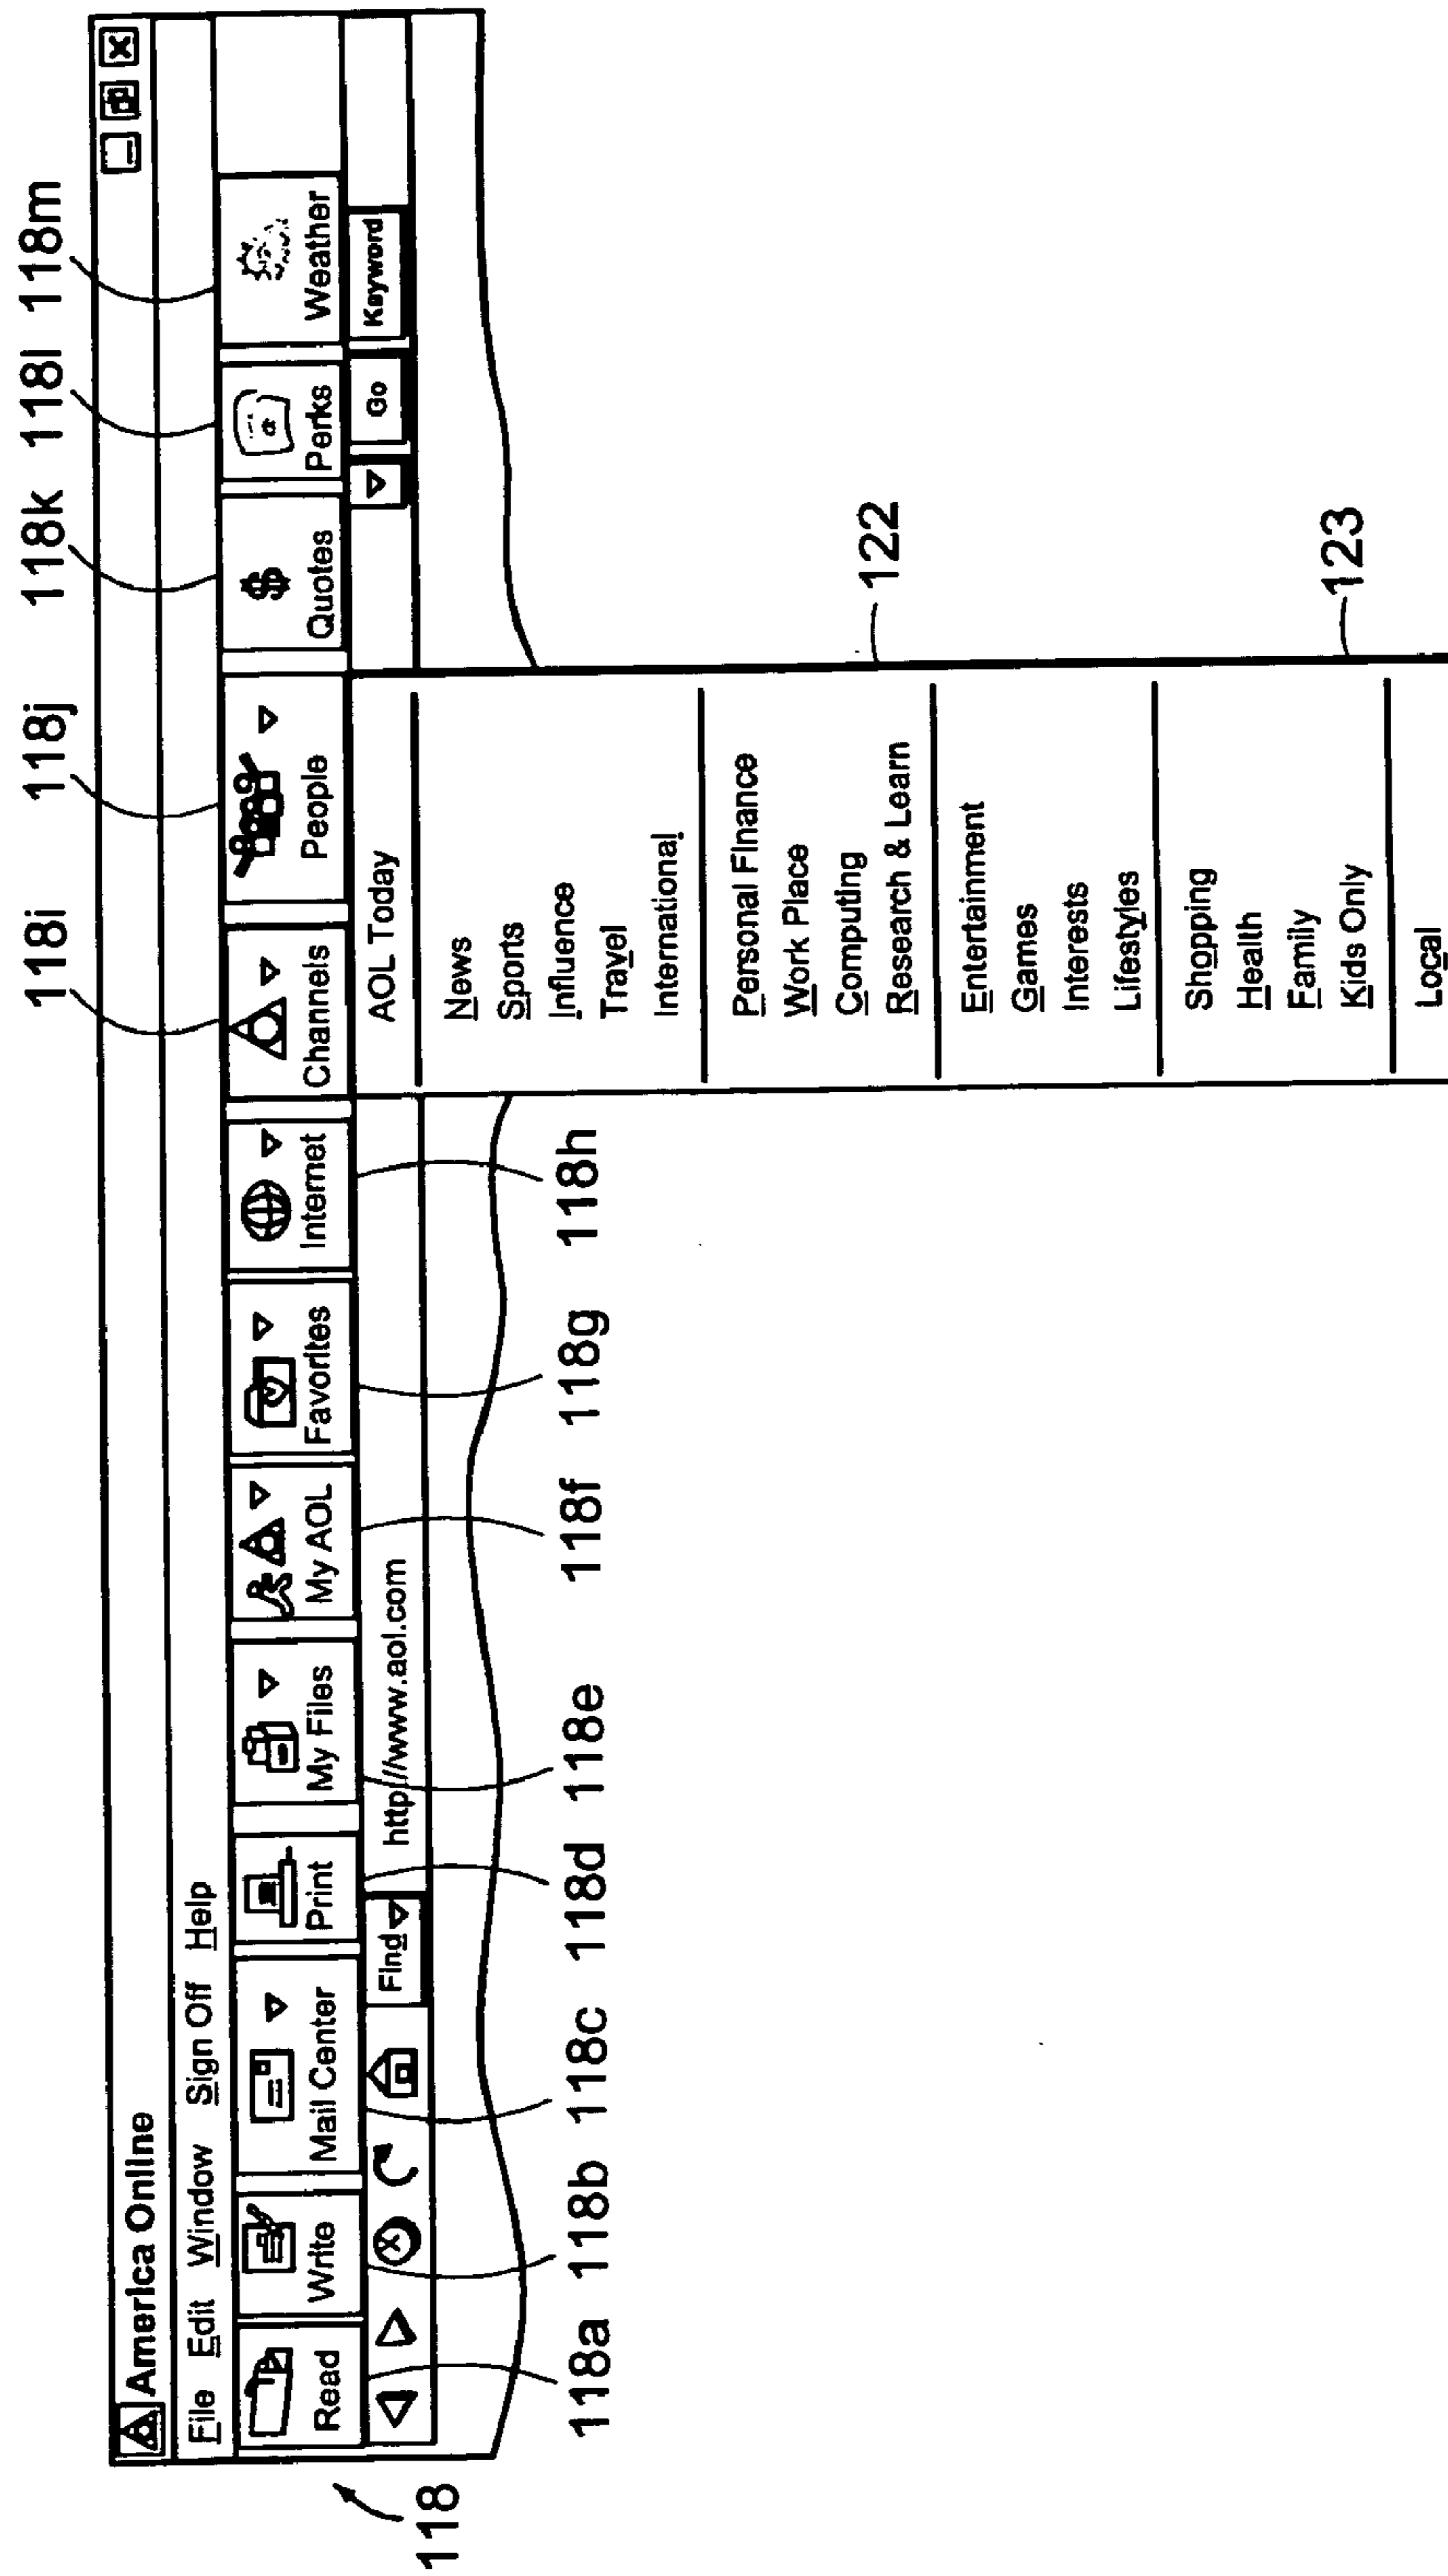 118i 118j 118k 118l 118m
America Online
File Edit Window Sign Off Help
Read Write Mail Center Print My Files My AOL Favorites Internet Channels People $ Quotes Perks Weather
Find http://www.aol.com Go Keyword
118
118a 118b 118c 118d 118e 118f 118g 118h
AOL Today
News
Sports
Influence
Travel
International
Personal Finance
Work Place
Computing
Research & Learn
122
Entertainment
Games
Interests
Lifestyles
Shopping
Health
Family
Kids Only
123
Local